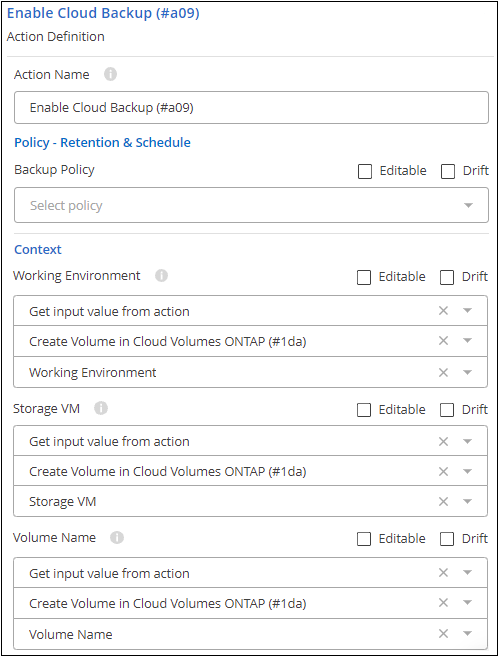 Enable Cloud Backup (#a09)
Action Definition
Action Name
Enable Cloud Backup (#a09)
Policy - Retention & Schedule
Backup Policy Editable Drift
Select policy
Context
Working Environment Editable Drift
Get input value from action
Create Volume in Cloud Volumes ONTAP (#1da)
Working Environment
Storage VM Editable Drift
Get input value from action
Create Volume in Cloud Volumes ONTAP (#1da)
Storage VM
Volume Name Editable Drift
Get input value from action
Create Volume in Cloud Volumes ONTAP (#1da)
Volume Name